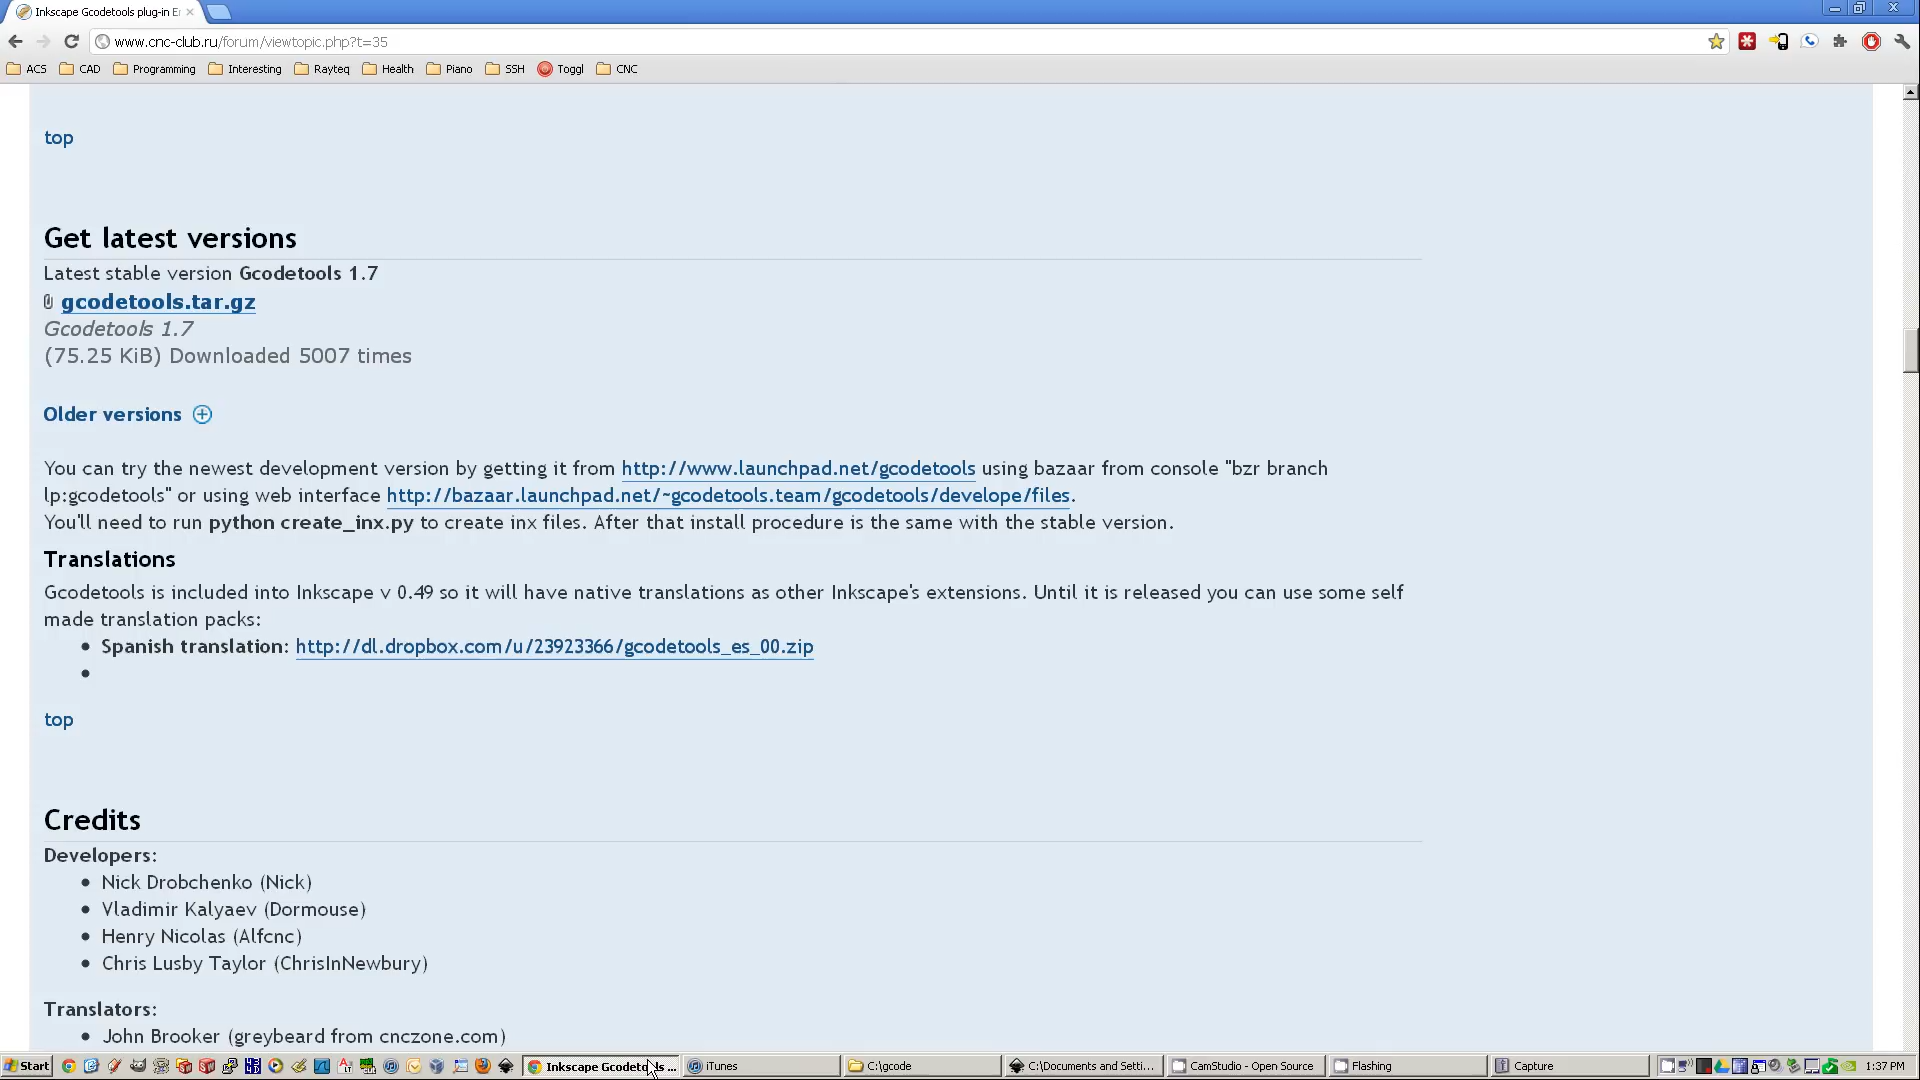 Inkscape Gcodetools plug-in E
www.cnc-club.ru/forum/viewtopic.php?t=35
ACS CAD Programming Interesting Rayteq Health Piano SSH Toggl CNC
top
Get latest versions
Latest stable version Gcodetools 1.7
gcodetools.tar.gz
Gcodetools 1.7
(75.25 KiB) Downloaded 5007 times
Older versions
You can try the newest development version by getting it from http://www.launchpad.net/gcodetools using bazaar from console "bzr branch
lp:gcodetools" or using web interface http://bazaar.launchpad.net/~gcodetools.team/gcodetools/develope/files.
You'll need to run python create_inx.py to create inx files. After that install procedure is the same with the stable version.
Translations
Gcodetools is included into Inkscape v 0.49 so it will have native translations as other Inkscape's extensions. Until it is released you can use some self
made translation packs:
• Spanish translation: http://dl.dropbox.com/u/23923366/gcodetools_es_00.zip
•
top
Credits
Developers:
• Nick Drobchenko (Nick)
• Vladimir Kalyaev (Dormouse)
• Henry Nicolas (Alfcnc)
• Chris Lusby Taylor (ChrisInNewbury)
Translators:
• John Brooker (greybeard from cnczone.com)
Start Inkscape Gcodetools ... iTunes C:\gcode C:\Documents and Setti... CamStudio - Open Source Flashing Capture 1:37 PM